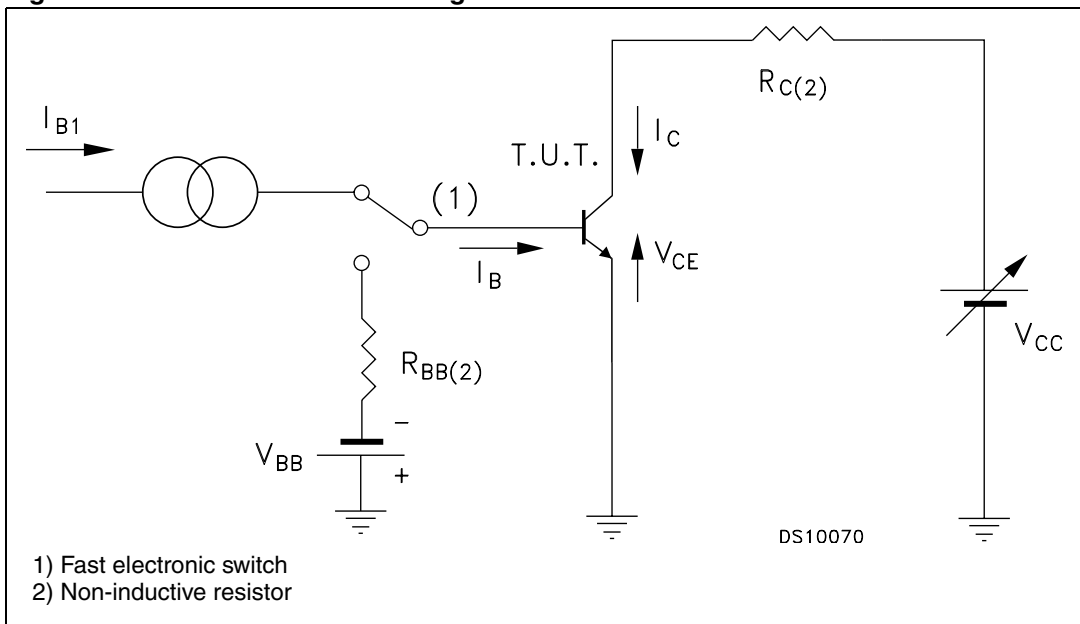 I_B1
R_C(2)
I_C
T.U.T.
(1)
V_CE
I_B
V_CC
R_BB(2)
−
V_BB
+
DS10070
1) Fast electronic switch
2) Non-inductive resistor